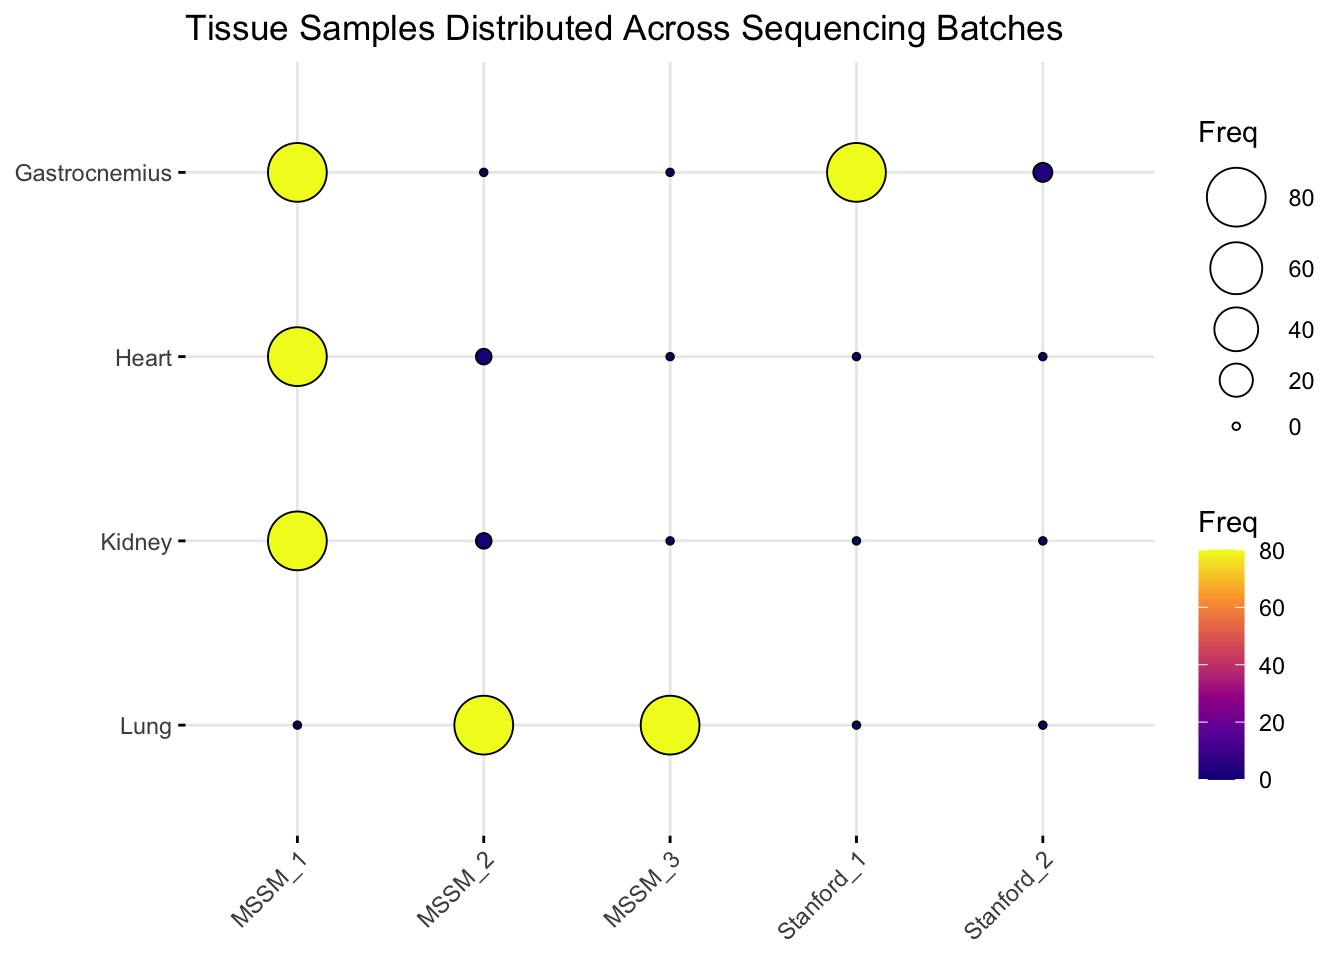 Tissue Samples Distributed Across Sequencing Batches
Gastrocnemius
Heart
Kidney
Lung
MSSM_1
MSSM_2
MSSM_3
Stanford_1
Stanford_2
Freq
80
60
40
20
0
Freq
80
60
40
20
0